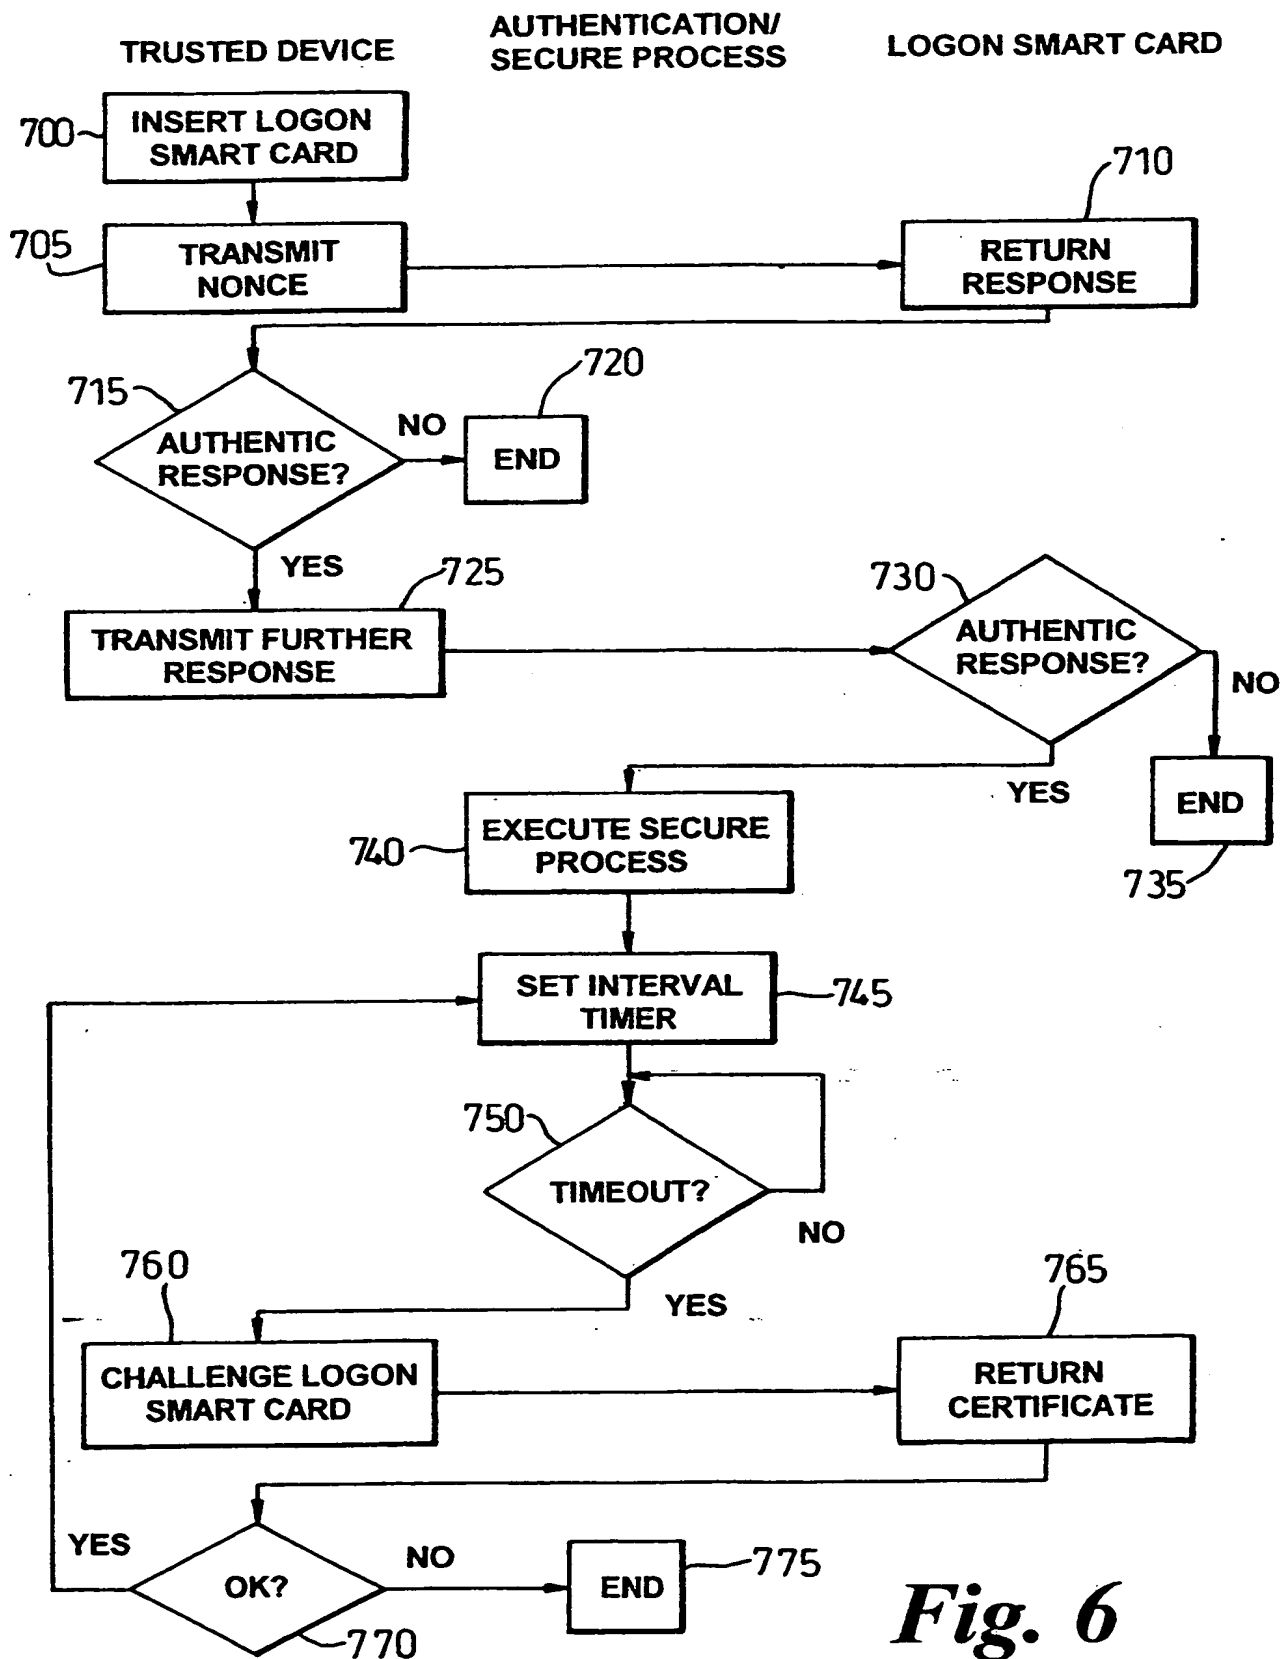 TRUSTED DEVICE
AUTHENTICATION/
SECURE PROCESS
LOGON SMART CARD
700
INSERT LOGON
SMART CARD
710
705
TRANSMIT
NONCE
RETURN
RESPONSE
715
AUTHENTIC
RESPONSE?
NO
720
END
YES
725
TRANSMIT FURTHER
RESPONSE
730
AUTHENTIC
RESPONSE?
NO
YES
END
735
740
EXECUTE SECURE
PROCESS
SET INTERVAL
TIMER
745
750
TIMEOUT?
NO
YES
760
CHALLENGE LOGON
SMART CARD
765
RETURN
CERTIFICATE
YES
OK?
NO
END
775
770
Fig. 6